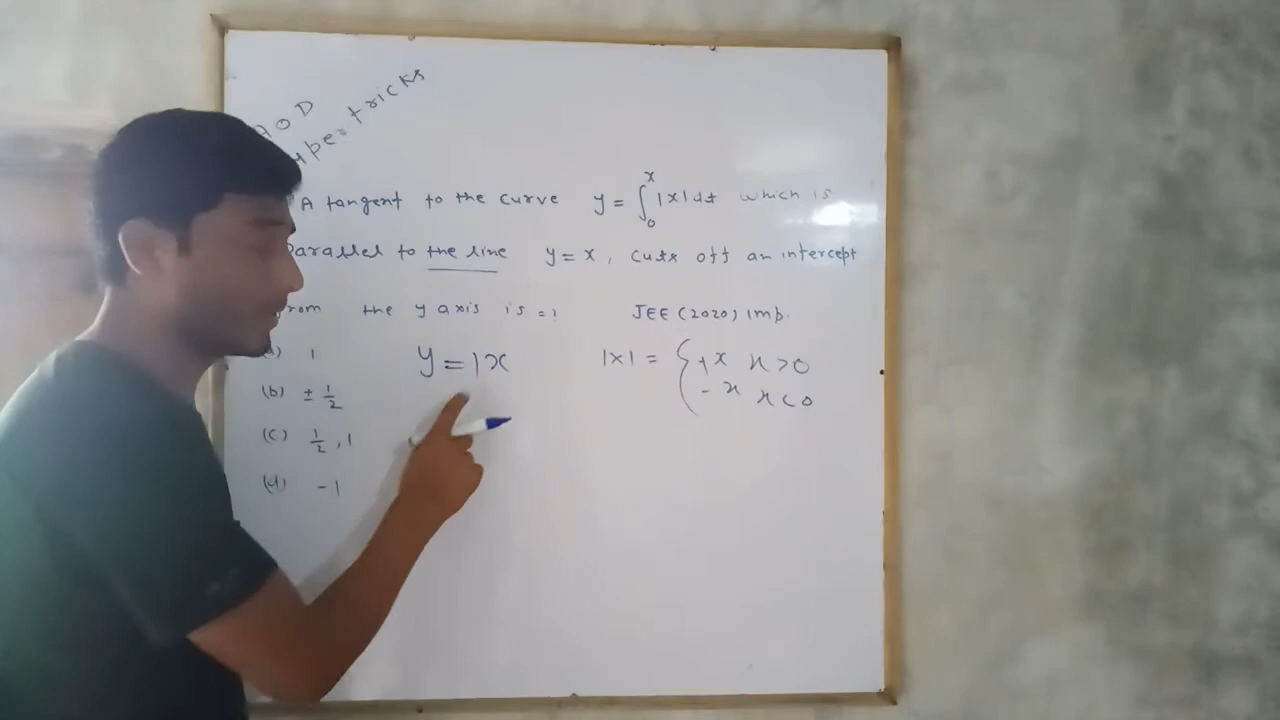 AOD
tricks
A tangent to the curve y = ∫₀ˣ |x|dt which is
parallel to the line y = x, cuts off an intercept
from the y axis is = ? JEE (2020) imp.
(a) 1
y = |x
|x| = { +x x > 0
-x x < 0
(b) ± 1/2
(c) 1/2, 1
(d) -1